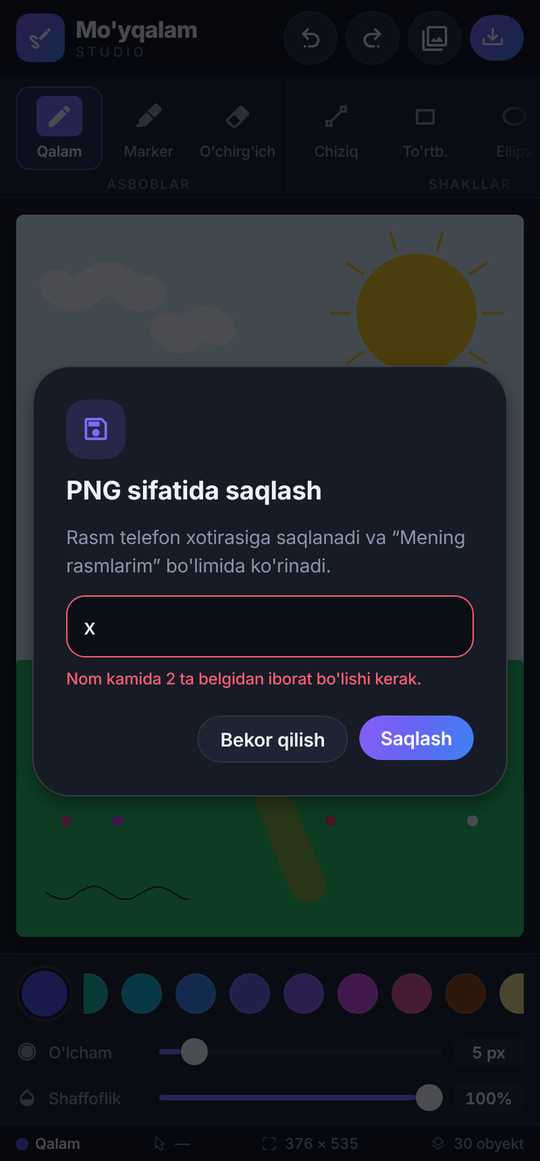 Mo'yqalam
STUDIO
Qalam
Marker
O'chirg'ich
Chiziq
To'rtb.
Ellips
ASBOBLAR
SHAKLLAR
PNG sifatida saqlash
Rasm telefon xotirasiga saqlanadi va “Mening
rasmlarim” bo'limida ko'rinadi.
x
Nom kamida 2 ta belgidan iborat bo'lishi kerak.
Bekor qilish
Saqlash
O'lcham
5 px
Shaffoflik
100%
Qalam
—
376 × 535
30 obyekt